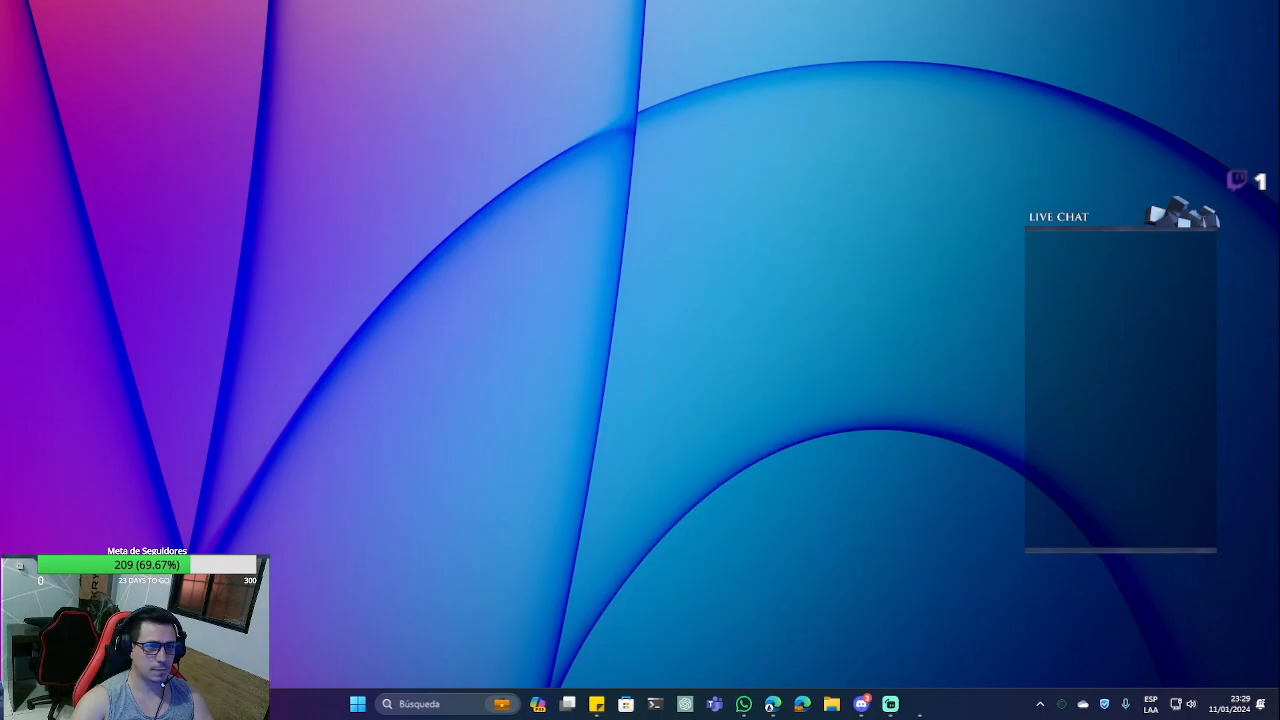 1
LIVE CHAT
Meta de Seguidores
209 (69.67%)
0
23 DAYS TO GO
300
Búsqueda
ESP
LAA
23:29
11/01/2024